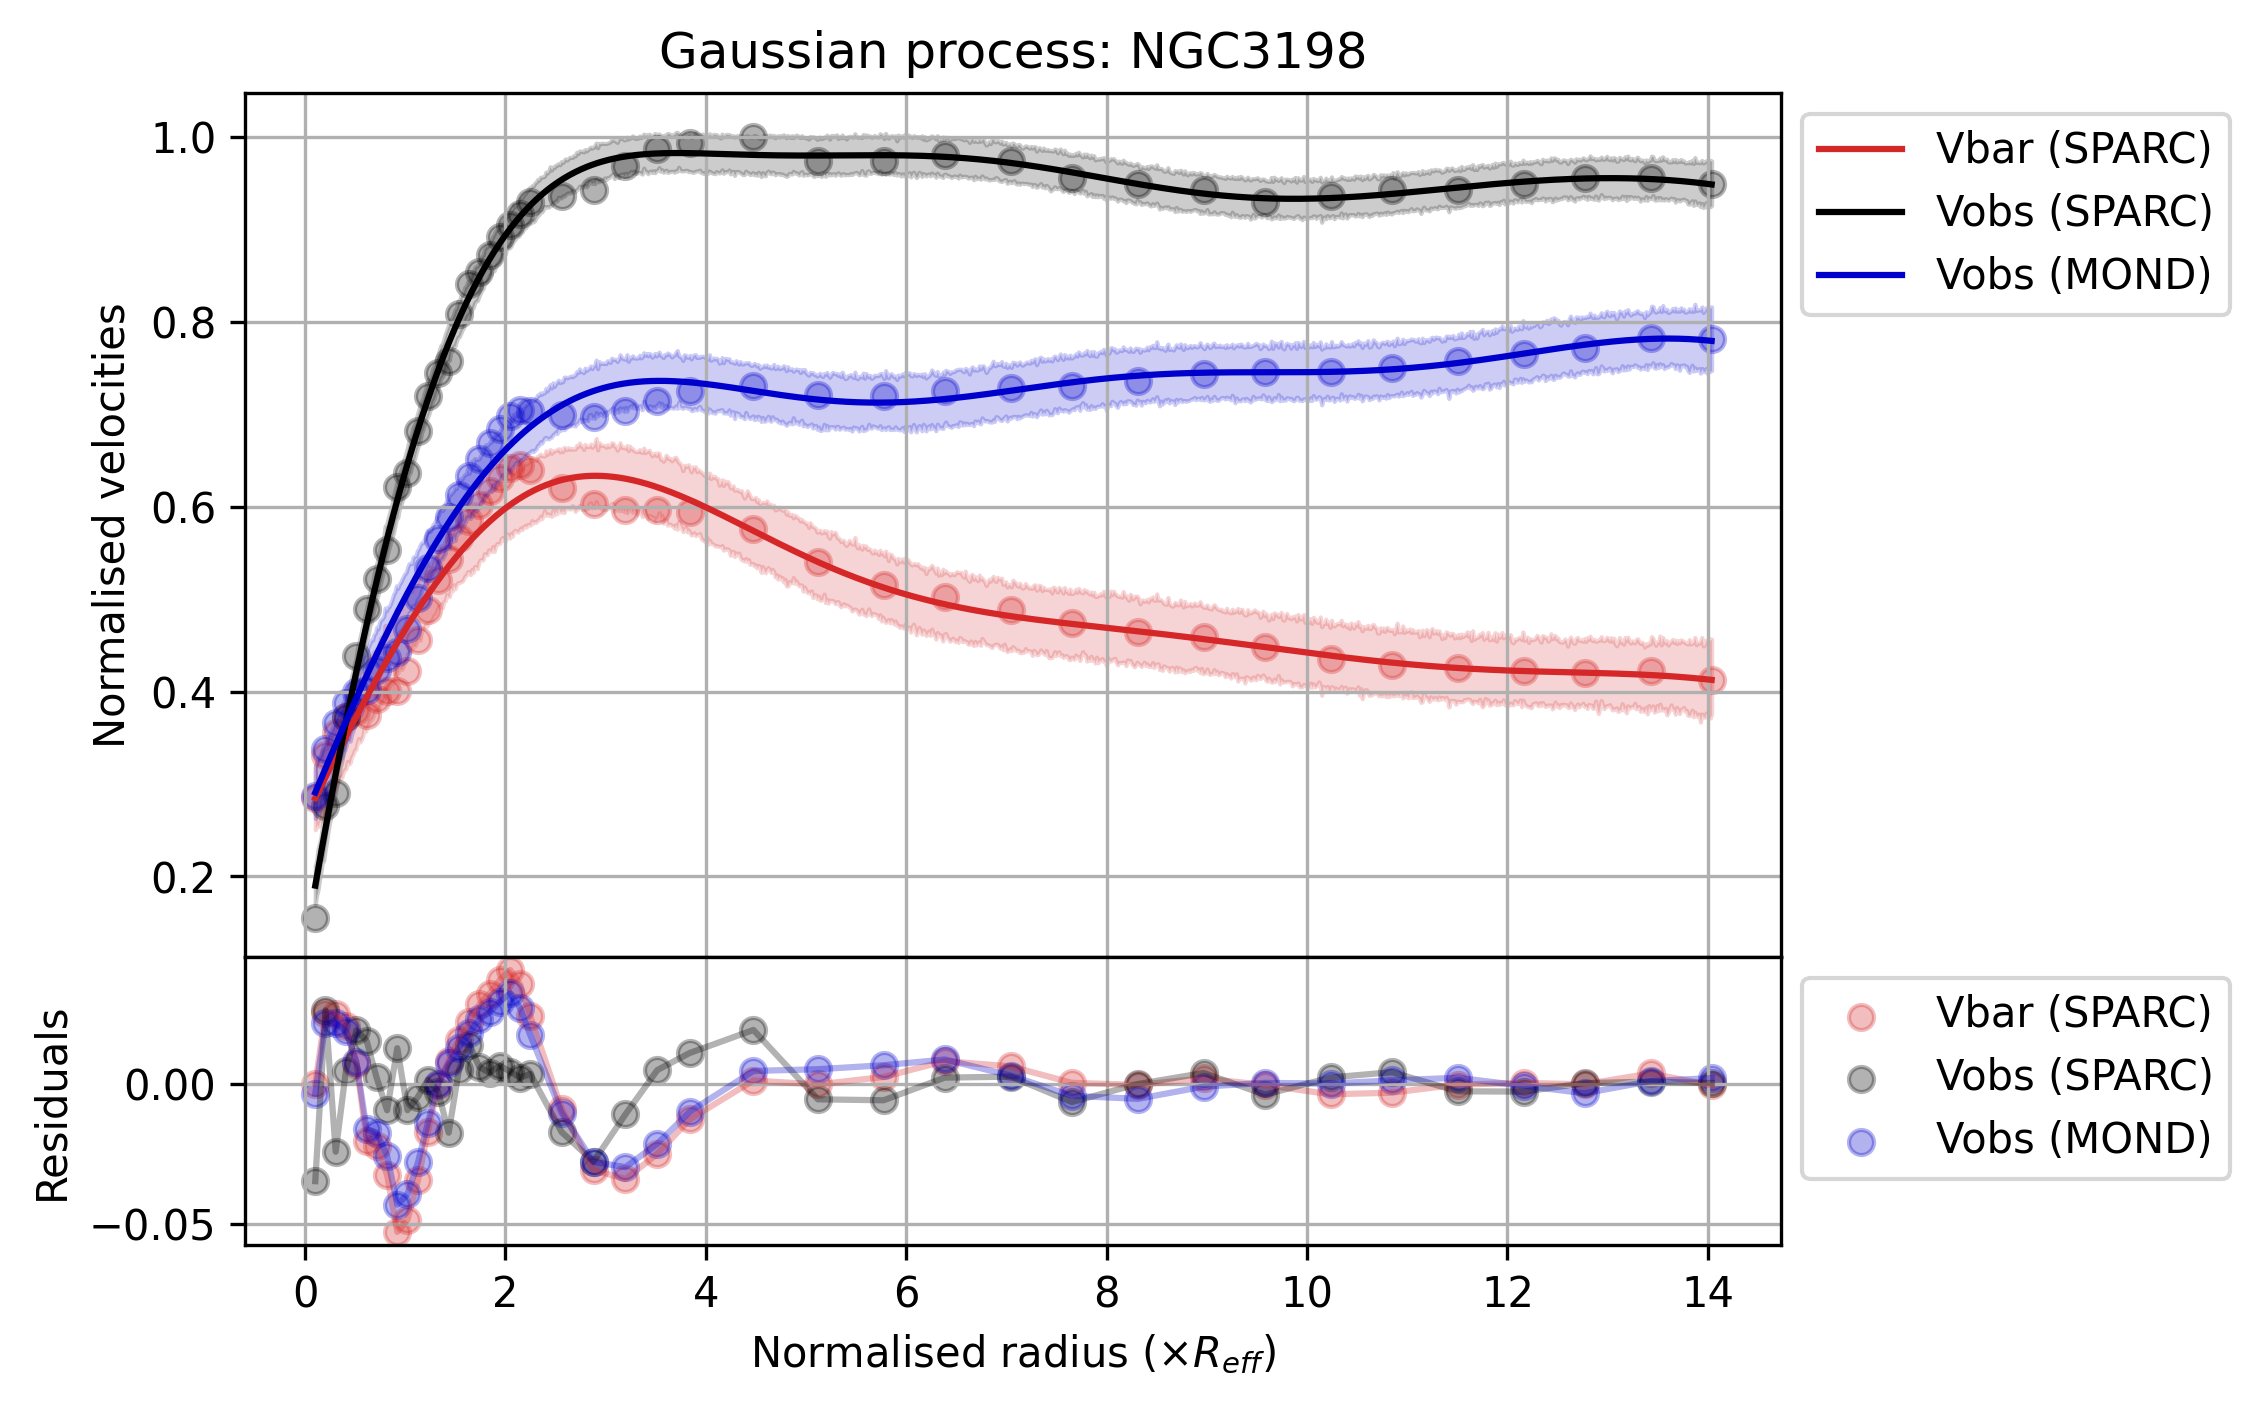 Gaussian process: NGC3198
Normalised velocities
1.0
0.8
0.6
0.4
0.2
Vbar (SPARC)
Vobs (SPARC)
Vobs (MOND)
Residuals
0.00
−0.05
Vbar (SPARC)
Vobs (SPARC)
Vobs (MOND)
0 2 4 6 8 10 12 14
Normalised radius (×R_eff)